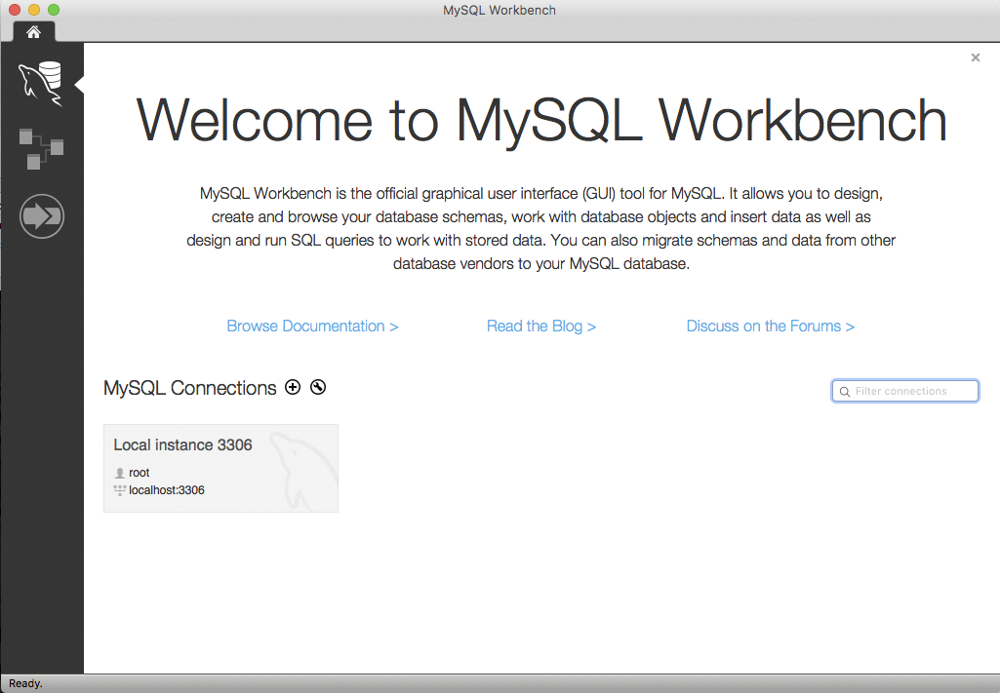 MySQL Workbench
Welcome to MySQL Workbench
MySQL Workbench is the official graphical user interface (GUI) tool for MySQL. It allows you to design,
create and browse your database schemas, work with database objects and insert data as well as
design and run SQL queries to work with stored data. You can also migrate schemas and data from other
database vendors to your MySQL database.
Browse Documentation >
Read the Blog >
Discuss on the Forums >
MySQL Connections
Filter connections
Local instance 3306
root
localhost:3306
Ready.